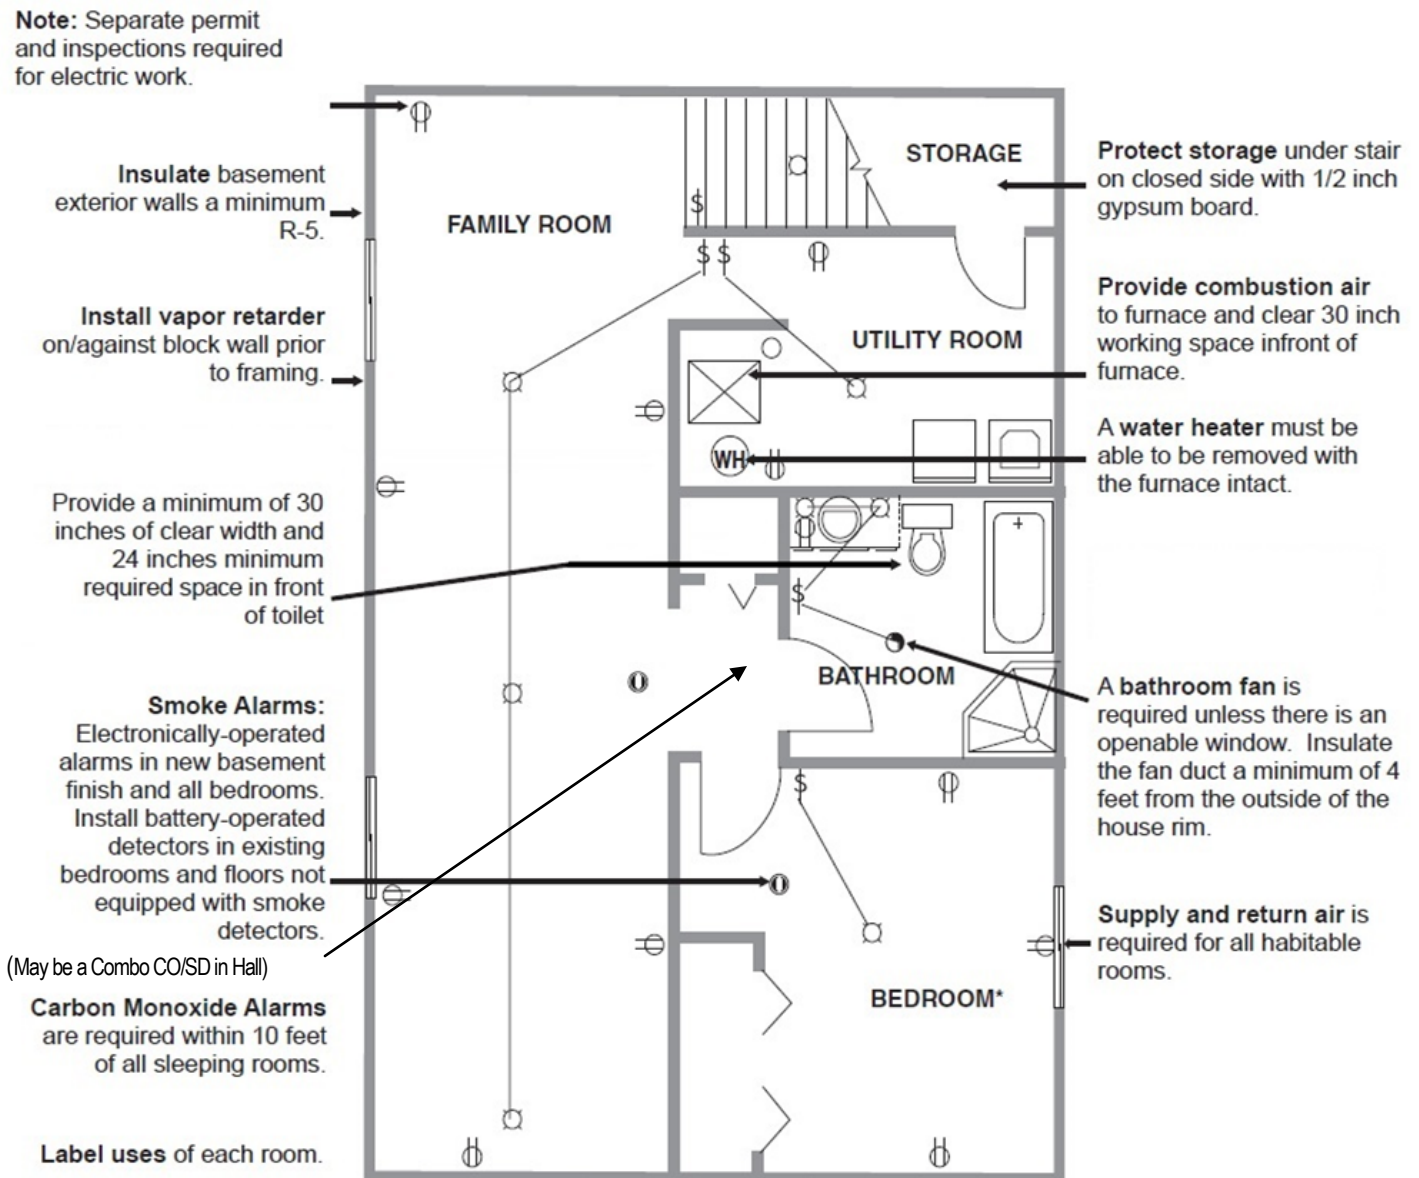 Note: Separate permit
and inspections required
for electric work.
Insulate basement
exterior walls a minimum
R-5.
Install vapor retarder
on/against block wall prior
to framing.
Provide a minimum of 30
inches of clear width and
24 inches minimum
required space in front
of toilet
Smoke Alarms:
Electronically-operated
alarms in new basement
finish and all bedrooms.
Install battery-operated
detectors in existing
bedrooms and floors not
equipped with smoke
detectors.
(May be a Combo CO/SD in Hall)
Carbon Monoxide Alarms
are required within 10 feet
of all sleeping rooms.
Label uses of each room.
FAMILY ROOM
STORAGE
$
$ $
UTILITY ROOM
WH
$
BATHROOM
$
BEDROOM*
Protect storage under stair
on closed side with 1/2 inch
gypsum board.
Provide combustion air
to furnace and clear 30 inch
working space infront of
furnace.
A water heater must be
able to be removed with
the furnace intact.
A bathroom fan is
required unless there is an
openable window. Insulate
the fan duct a minimum of 4
feet from the outside of the
house rim.
Supply and return air is
required for all habitable
rooms.